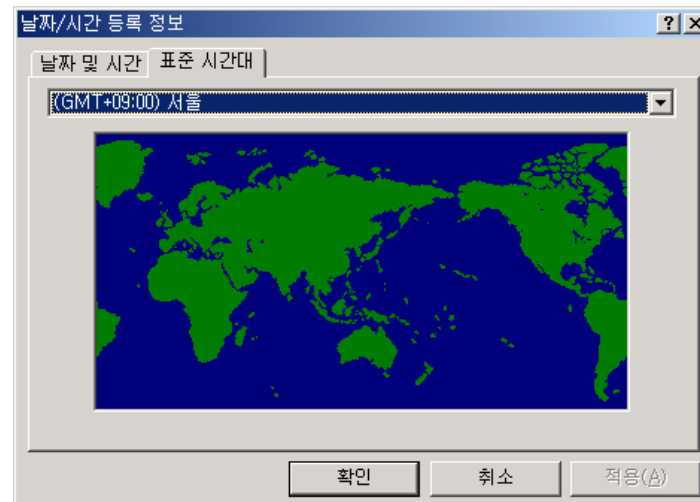 날짜/시간 등록 정보
날짜 및 시간 표준 시간대
(GMT+09:00) 서울
확인 취소 적용(A)